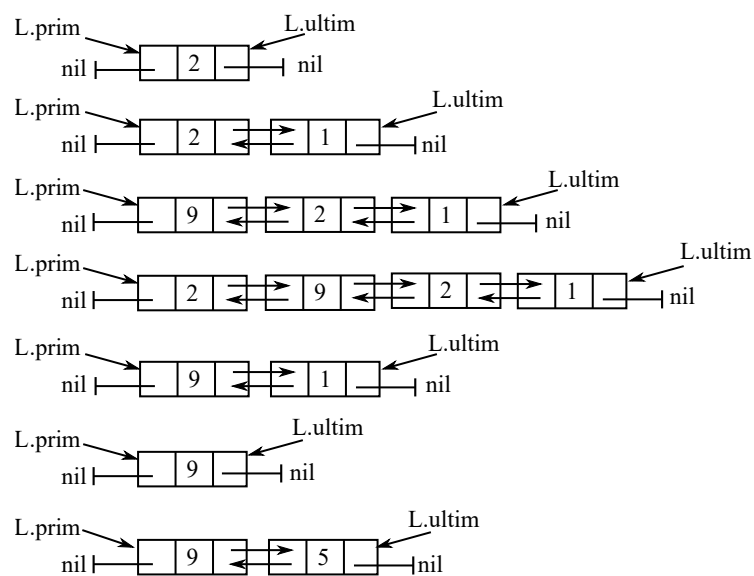 L.prim L.ultim
nil 2 nil
L.prim L.ultim
nil 2 1 nil
L.prim L.ultim
nil 9 2 1 nil
L.prim L.ultim
nil 2 9 2 1 nil
L.prim L.ultim
nil 9 1 nil
L.prim L.ultim
nil 9 nil
L.prim L.ultim
nil 9 5 nil